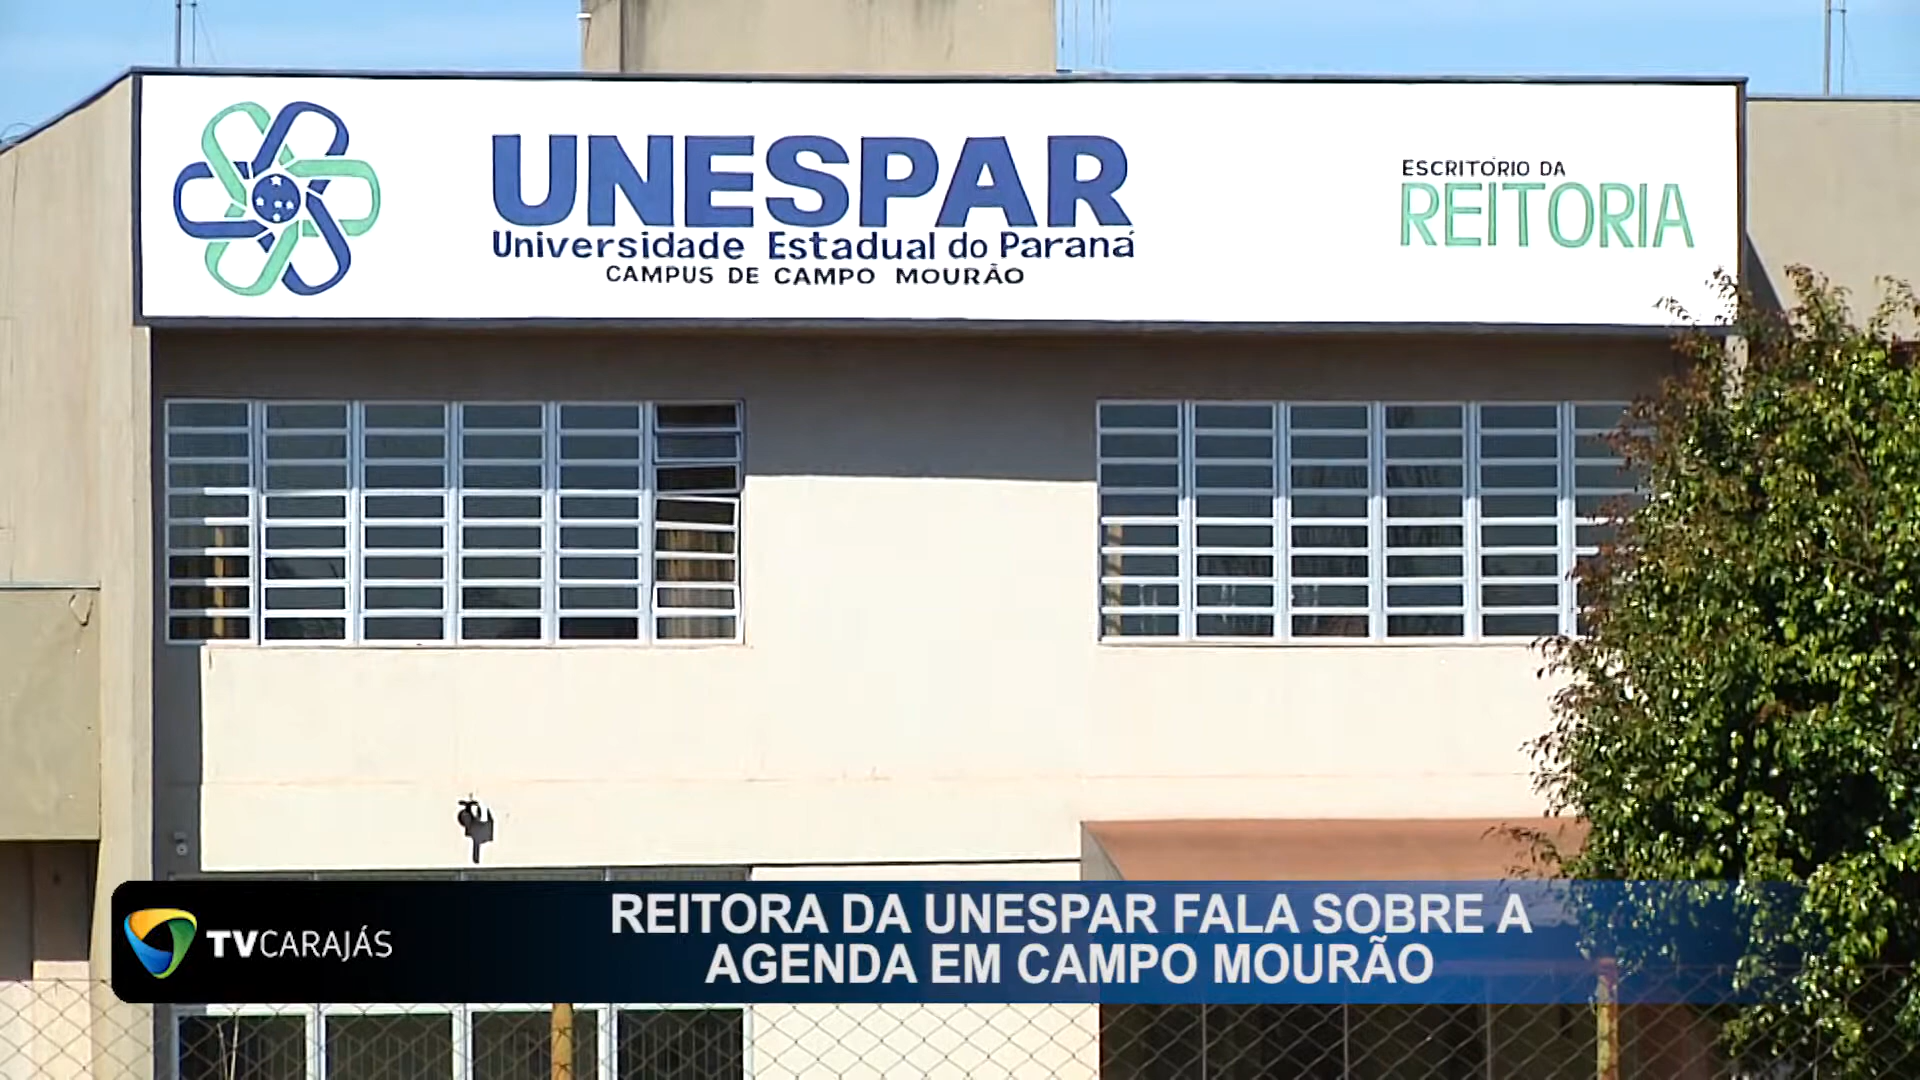 UNESPAR
Universidade Estadual do Paraná
CAMPUS DE CAMPO MOURÃO
ESCRITÓRIO DA
REITORIA
TVCARAJÁS
REITORA DA UNESPAR FALA SOBRE A
AGENDA EM CAMPO MOURÃO